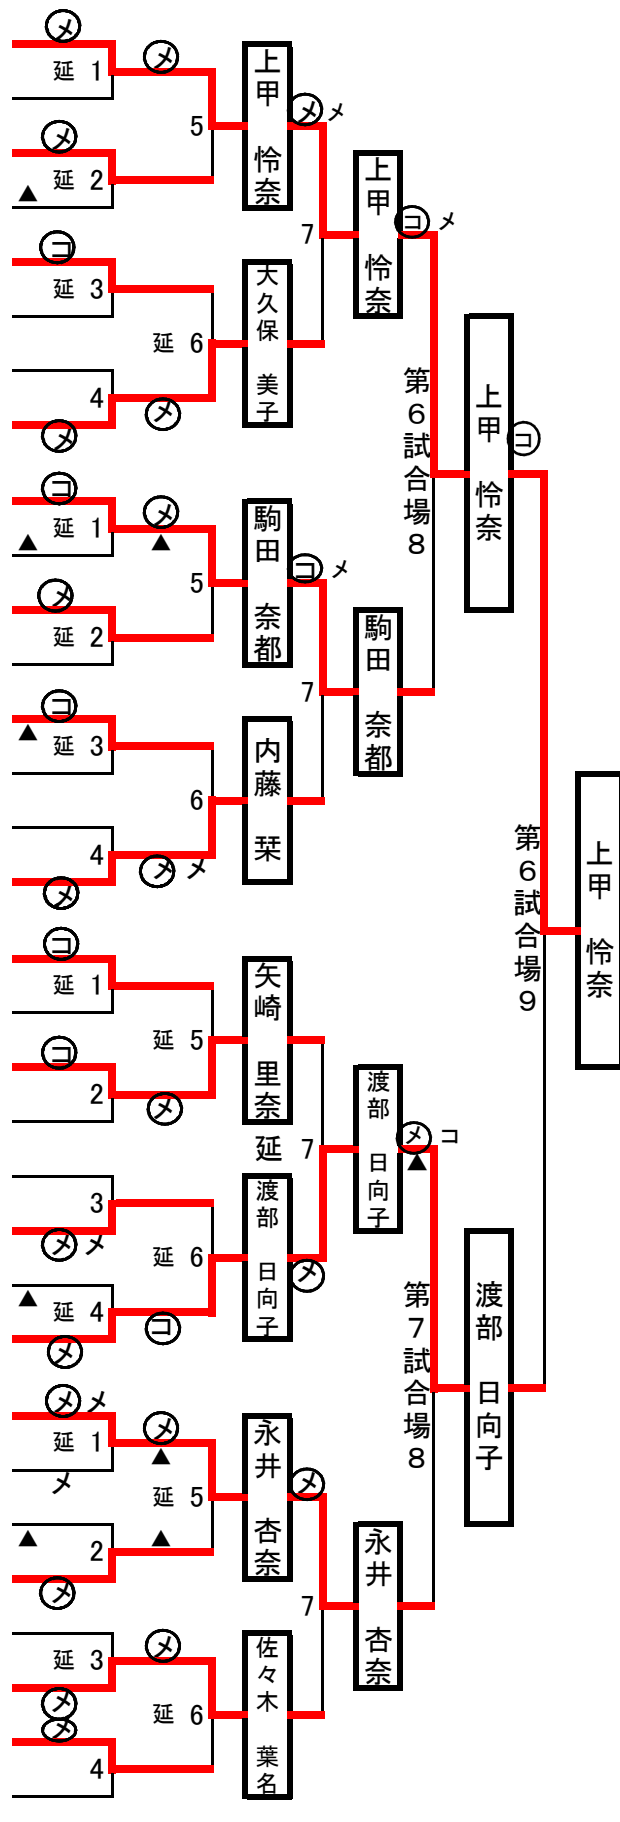 メ
延 1
メ
5
上甲 怜奈
メ メ
メ
延 2
▲
7
上甲 怜奈
コ メ
コ
延 3
延 6
大久保 美子
4
メ
メ
第6試合場8
上甲 怜奈
コ
コ
延 1
▲
メ
▲
5
駒田 奈都
コ メ
メ
延 2
7
駒田 奈都
コ
▲
延 3
6
内藤 栞
4
メ
メ メ
第6試合場9
上甲 怜奈
コ
延 1
延 5
矢崎 里奈
コ
2
メ
延 7
渡部 日向子
メ コ
▲
3
メ メ
延 6
渡部 日向子
メ
▲
延 4
メ
コ
第7試合場8
渡部 日向子
メ メ
延 1
メ
メ
▲
延 5
永井 杏奈
メ
▲
2
メ
▲
7
永井 杏奈
延 3
メ
メ
延 6
佐々木 葉名
メ
4